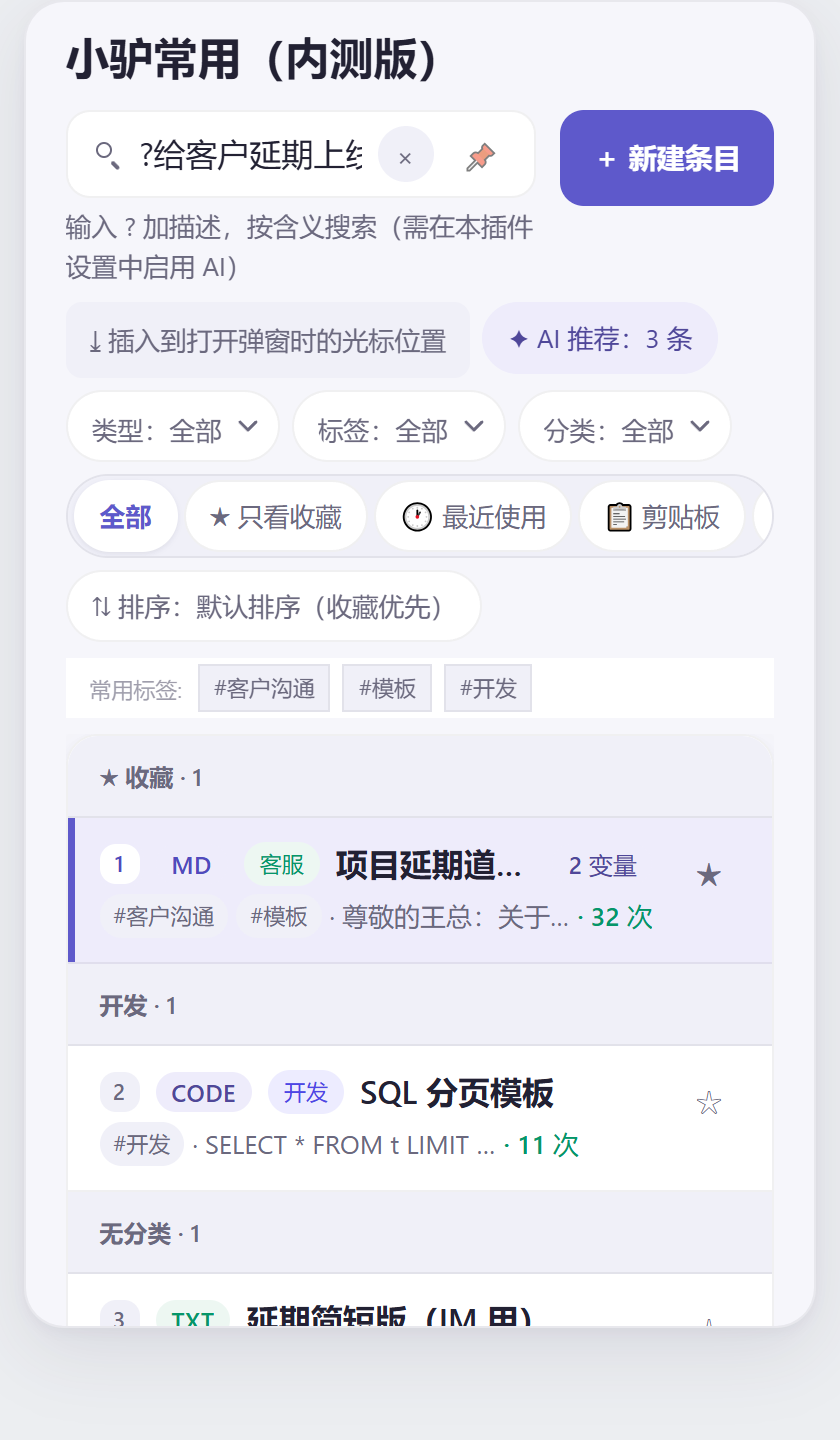 小驴常用（内测版）
?给客户延期上线
×
+ 新建条目
输入 ? 加描述，按含义搜索（需在本插件
设置中启用 AI）
⤓ 插入到打开弹窗时的光标位置
✦ AI 推荐：3 条
类型：全部
标签：全部
分类：全部
全部
★ 只看收藏
最近使用
剪贴板
⇅ 排序：默认排序（收藏优先）
常用标签: #客户沟通 #模板 #开发
★ 收藏 · 1
1 MD 客服 项目延期道… 2 变量 ★
#客户沟通 #模板 · 尊敬的王总：关于… · 32 次
开发 · 1
2 CODE 开发 SQL 分页模板 ☆
#开发 · SELECT * FROM t LIMIT … · 11 次
无分类 · 1
3 TXT 延期简短版（IM 用）